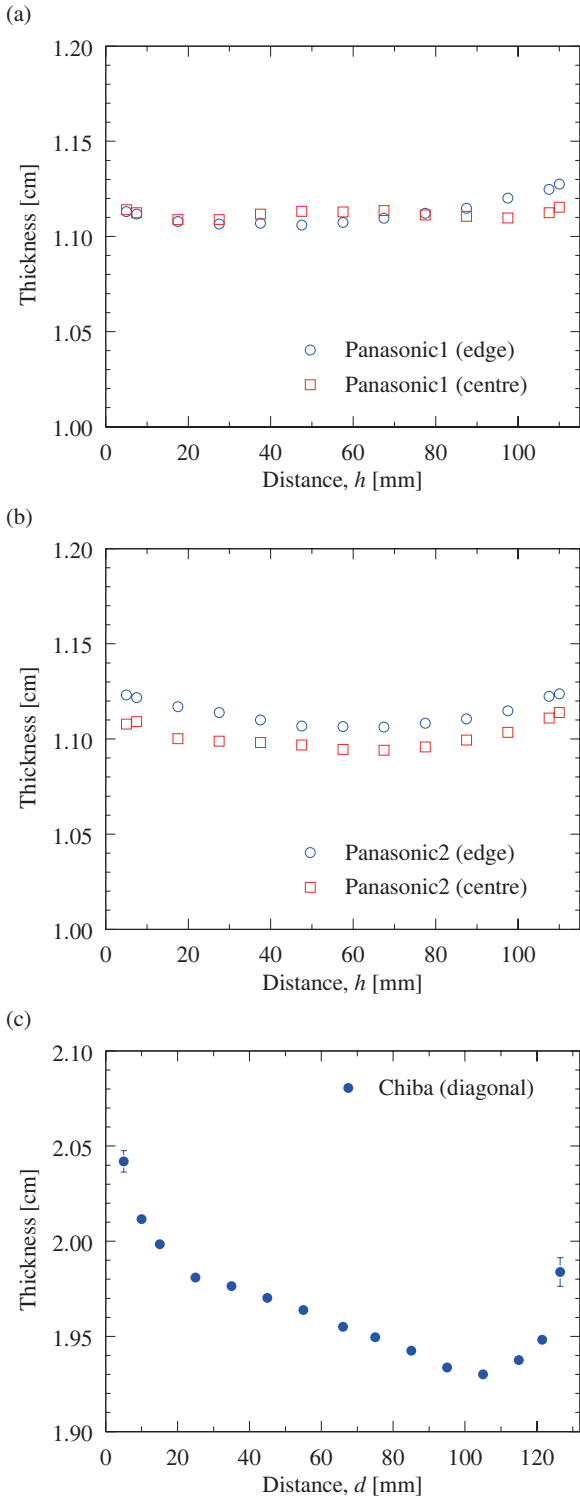 (a)
1.20
1.15
1.10
1.05
1.00
Thickness [cm]
Panasonic1 (edge)
Panasonic1 (centre)
0 20 40 60 80 100
Distance, h [mm]
(b)
1.20
1.15
1.10
1.05
1.00
Thickness [cm]
Panasonic2 (edge)
Panasonic2 (centre)
0 20 40 60 80 100
Distance, h [mm]
(c)
2.10
2.05
2.00
1.95
1.90
Thickness [cm]
Chiba (diagonal)
0 20 40 60 80 100 120
Distance, d [mm]